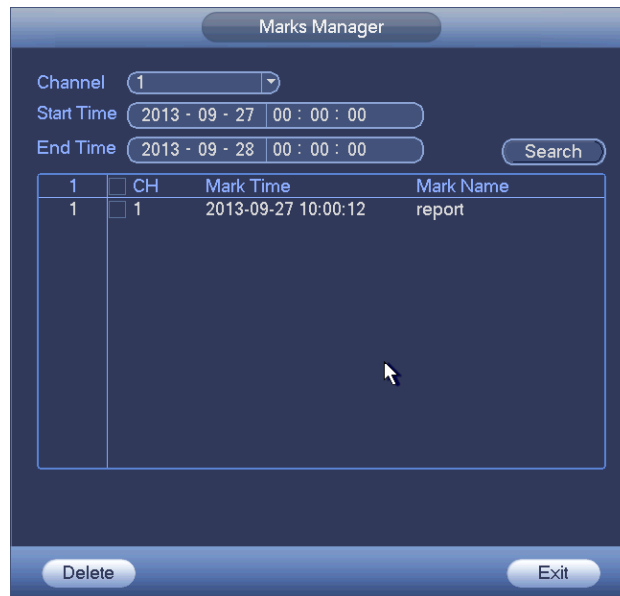 Marks Manager
Channel 1
Start Time 2013 - 09 - 27 00 : 00 : 00
End Time 2013 - 09 - 28 00 : 00 : 00
Search
1 CH Mark Time Mark Name
1 1 2013-09-27 10:00:12 report
Delete Exit